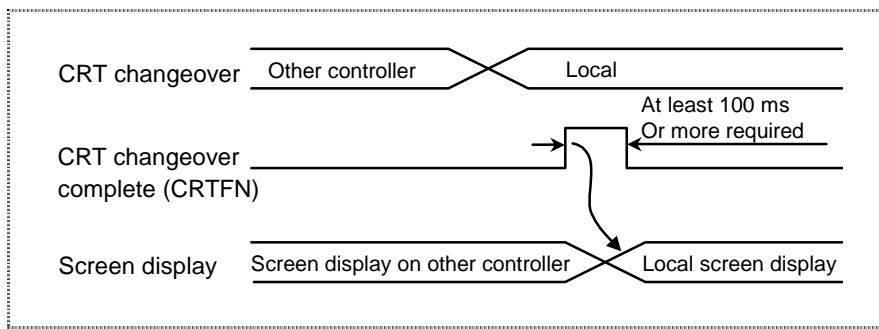 CRT changeover
Other controller
Local
At least 100 ms
Or more required
CRT changeover
complete (CRTFN)
Screen display
Screen display on other controller
Local screen display